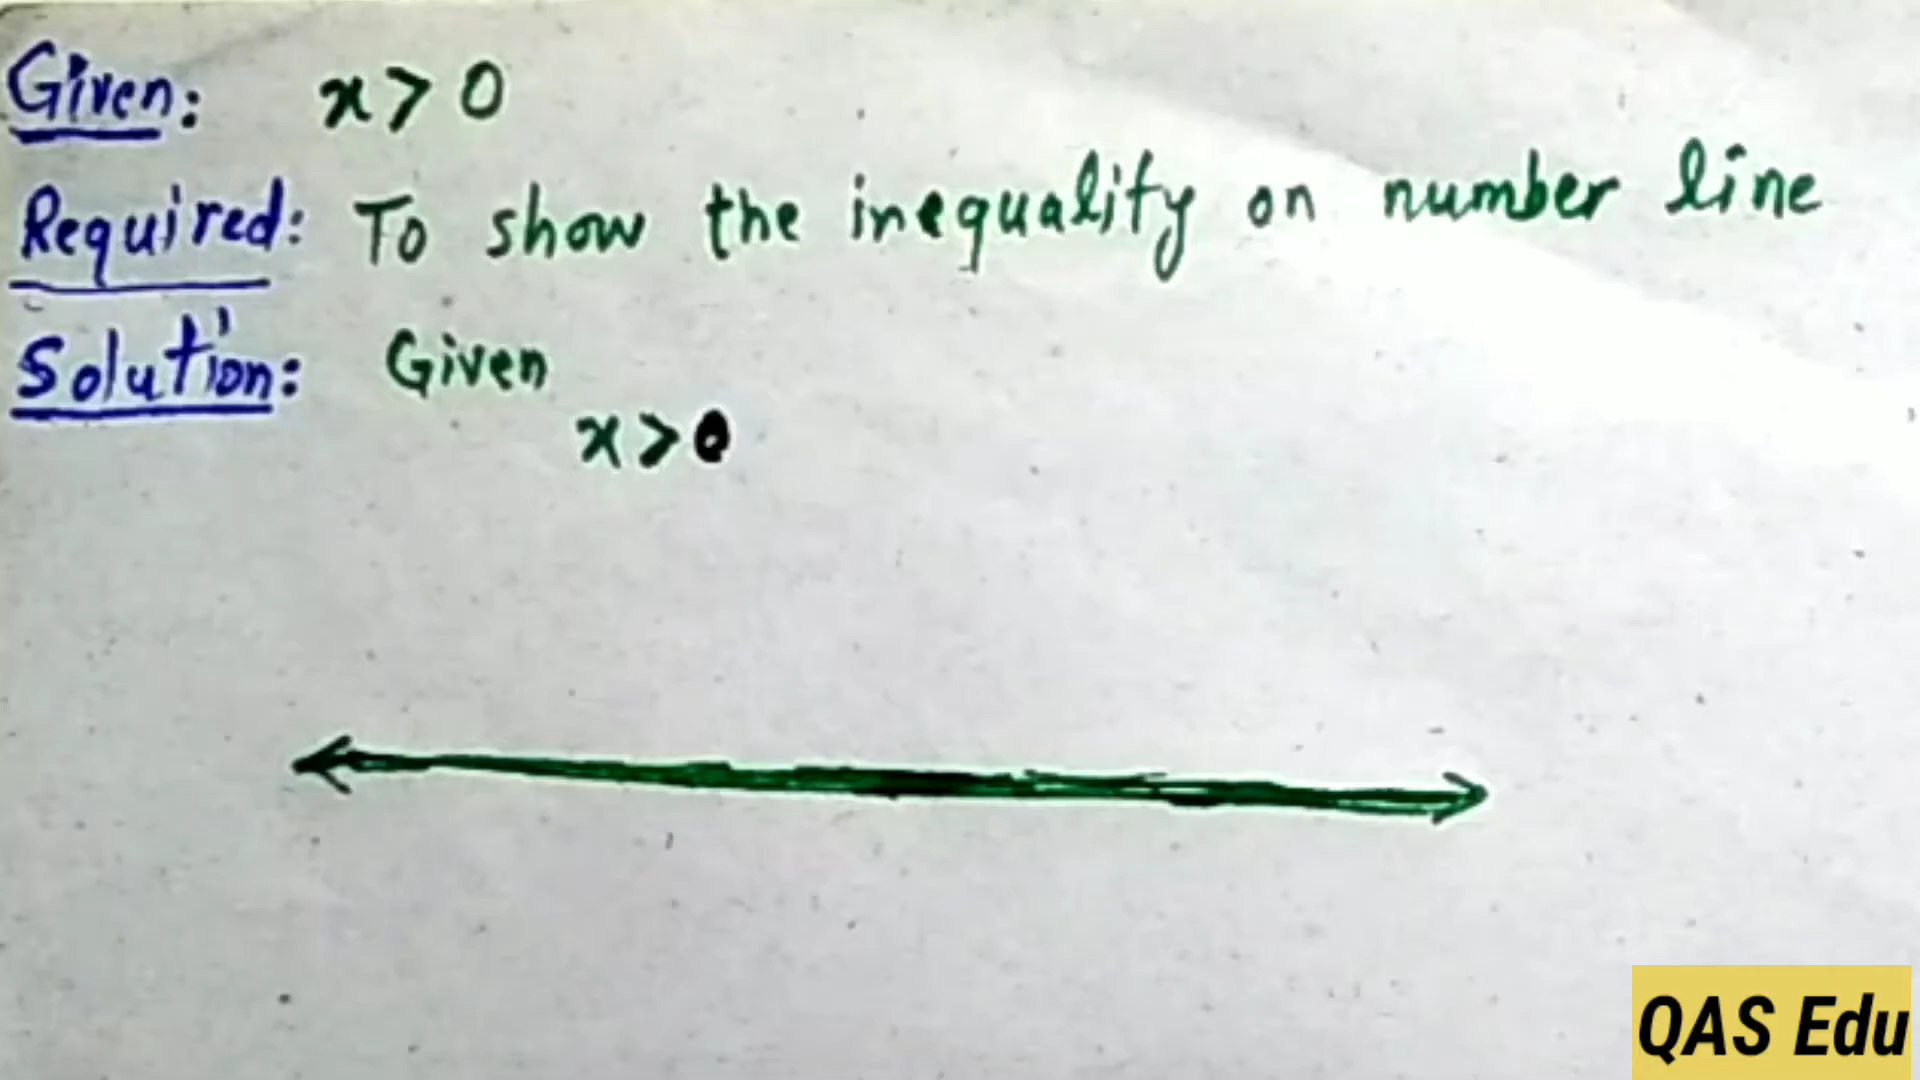 Given: x > 0
Required: To show the inequality on number line
Solution: Given
x > 0
QAS Edu